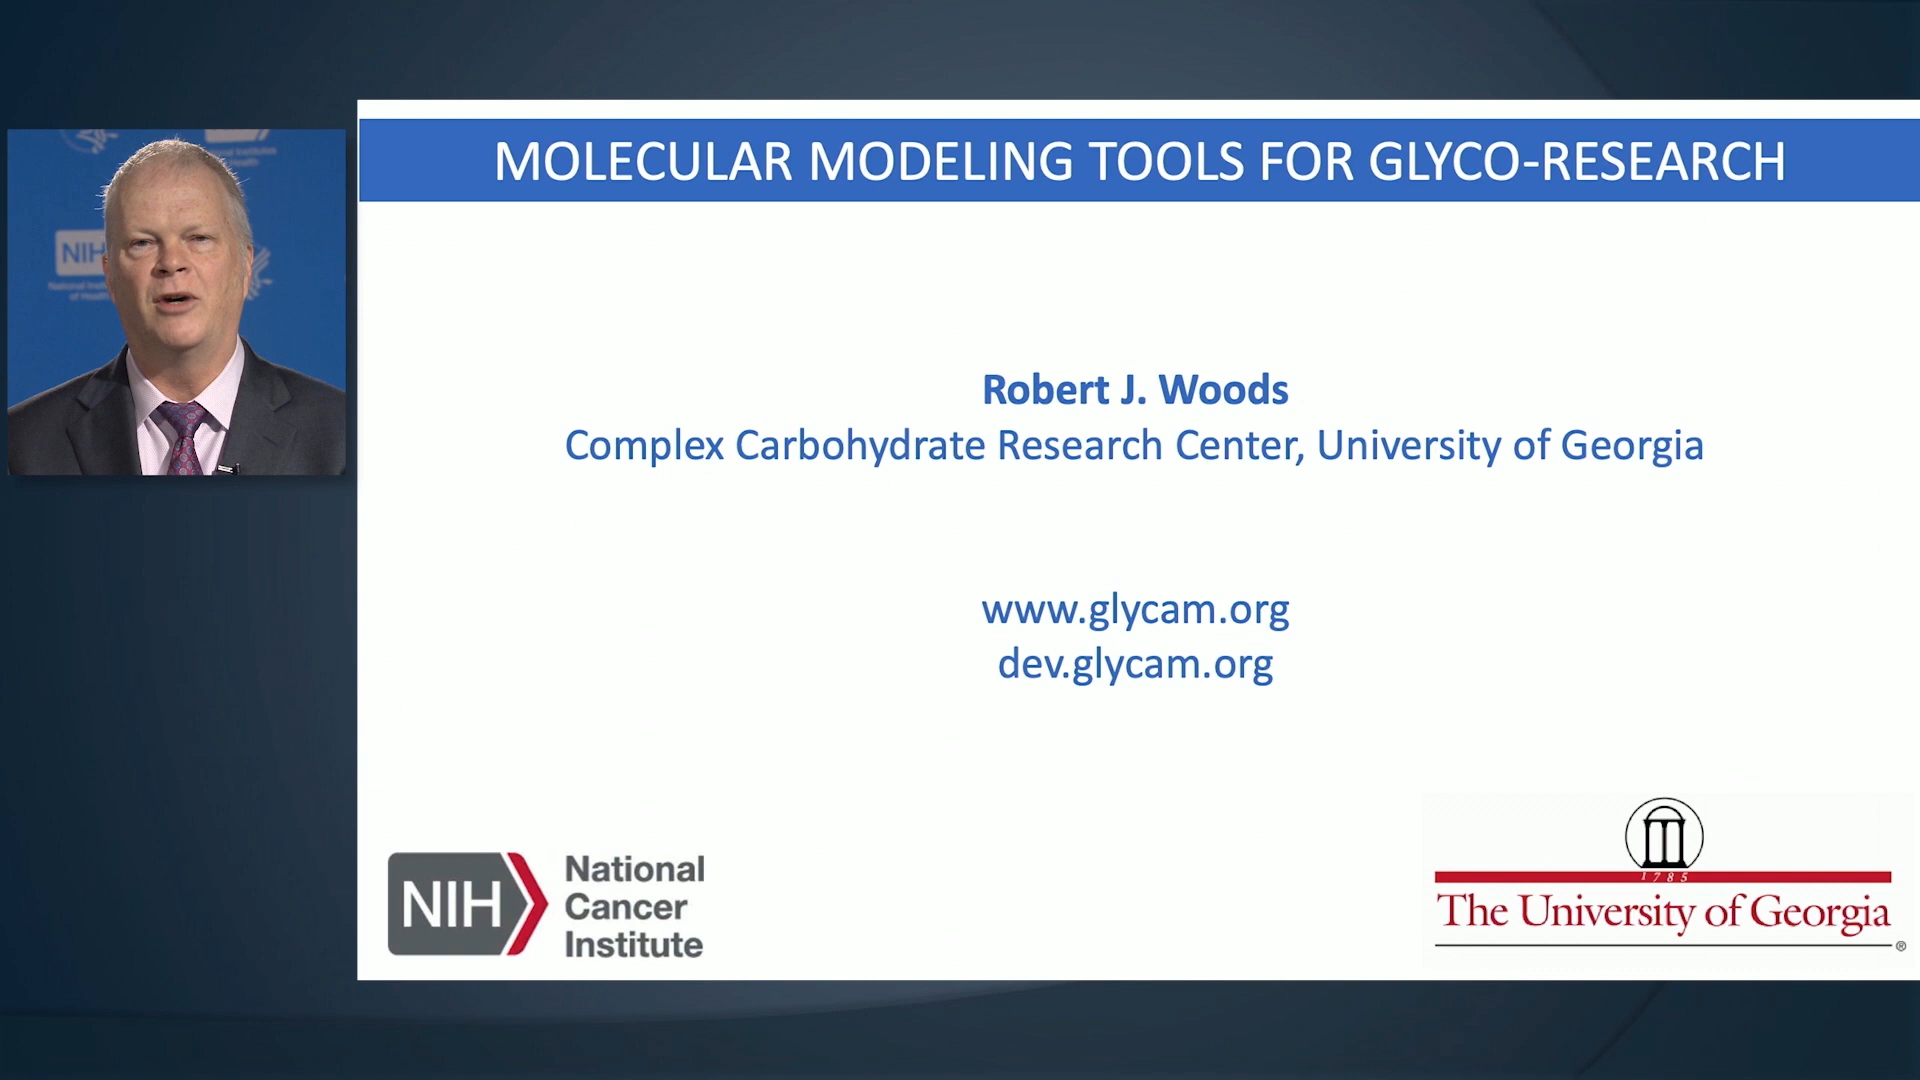 MOLECULAR MODELING TOOLS FOR GLYCO-RESEARCH
NIH
Robert J. Woods
Complex Carbohydrate Research Center, University of Georgia
www.glycam.org
dev.glycam.org
NIH
National
Cancer
Institute
1785
The University of Georgia
®